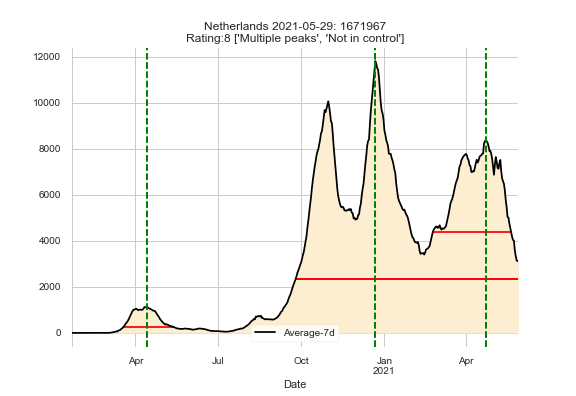 Netherlands 2021-05-29: 1671967
Rating:8 ['Multiple peaks', 'Not in control']
12000
10000
8000
6000
4000
2000
0
Average-7d
Apr
Jul
Oct
Jan
2021
Apr
Date